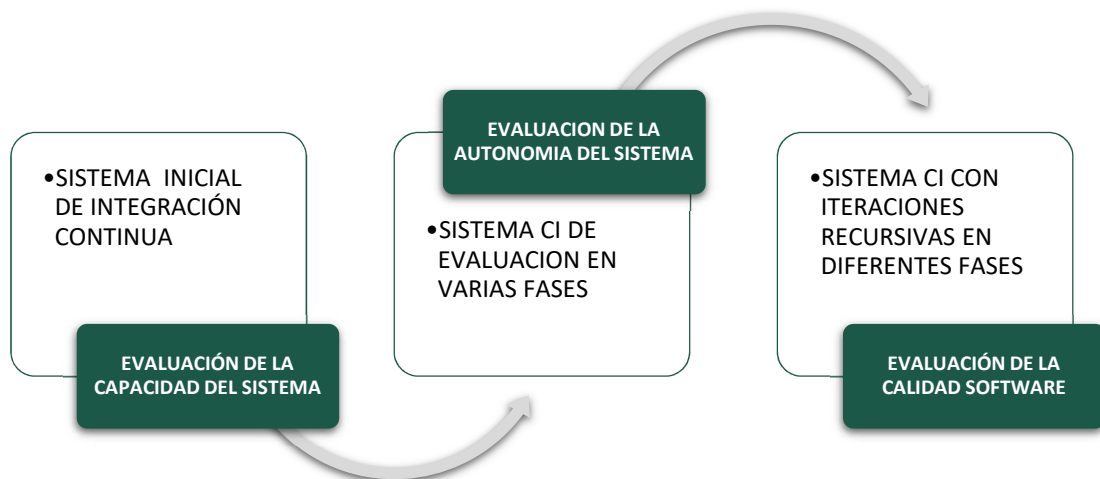 •SISTEMA INICIAL
DE INTEGRACIÓN
CONTINUA
EVALUACIÓN DE LA
CAPACIDAD DEL SISTEMA
EVALUACION DE LA
AUTONOMIA DEL SISTEMA
•SISTEMA CI DE
EVALUACION EN
VARIAS FASES
•SISTEMA CI CON
ITERACIONES
RECURSIVAS EN
DIFERENTES FASES
EVALUACIÓN DE LA
CALIDAD SOFTWARE